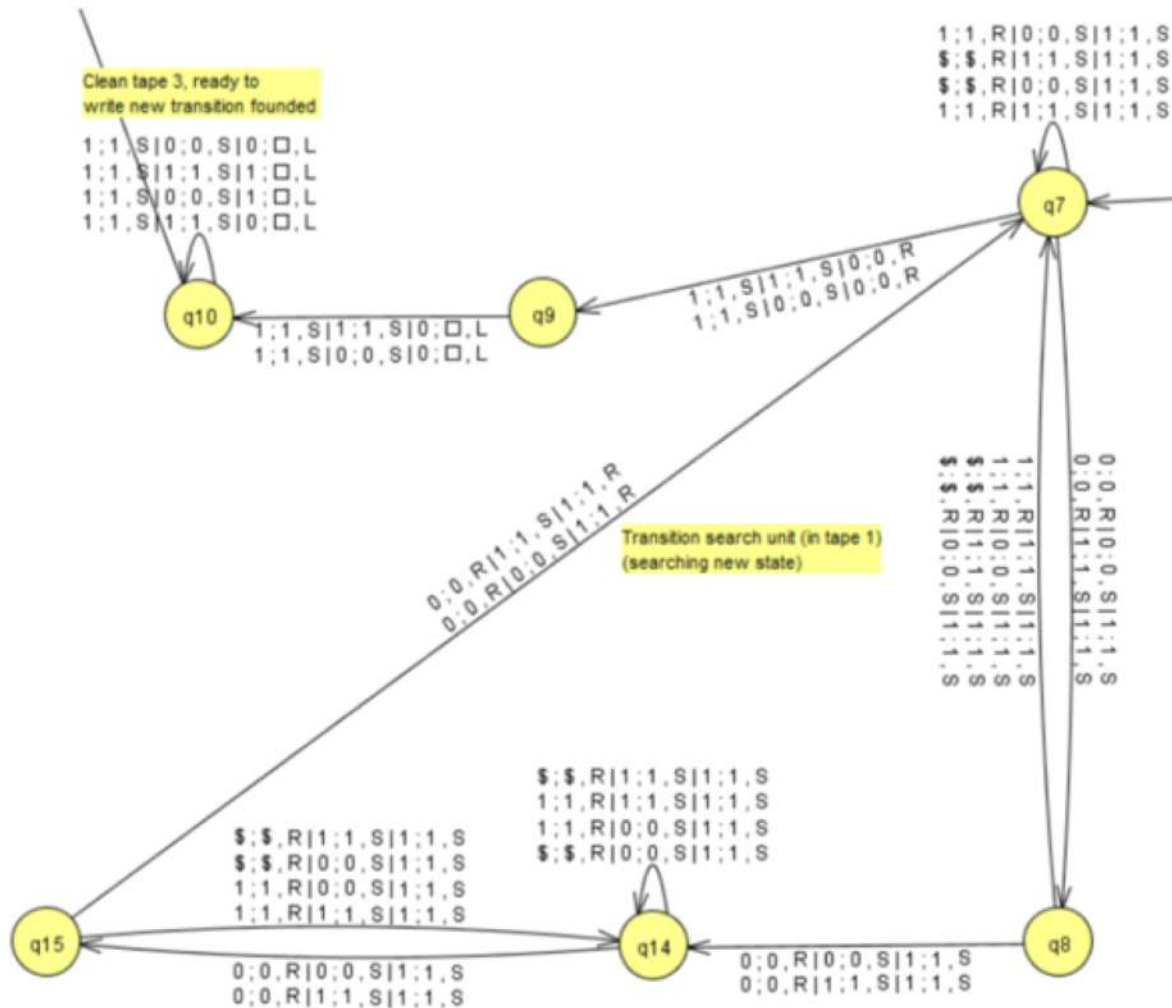 1;1,R|0;0,S|1;1,S
$;$,R|1;1,S|1;1,S
$;$,R|0;0,S|1;1,S
1;1,R|1;1,S|1;1,S
Clean tape 3, ready to
write new transition founded
1;1,S|0;0,S|0;□,L
1;1,S|1;1,S|1;□,L
1;1,S|0;0,S|1;□,L
1;1,S|1;1,S|0;□,L
q7
q10
q9
1;1,S|1;1,S|0;0,R
1;1,S|0;0,S|0;0,R
1;1,S|1;1,S|0;□,L
1;1,S|0;0,S|0;□,L
0;0,R|1;1,S|1;1,R
0;0,R|0;0,S|1;1,R
Transition search unit (in tape 1)
(searching new state)
0;0,R|0;0,S|1;1,S
0;0,R|1;1,S|1;1,S
1;1,R|1;1,S|1;1,S
1;1,R|0;0,S|1;1,S
$;$,R|1;1,S|1;1,S
$;$,R|0;0,S|1;1,S
$;$,R|1;1,S|1;1,S
1;1,R|1;1,S|1;1,S
1;1,R|0;0,S|1;1,S
$;$,R|0;0,S|1;1,S
$;$,R|1;1,S|1;1,S
$;$,R|0;0,S|1;1,S
1;1,R|0;0,S|1;1,S
1;1,R|1;1,S|1;1,S
q15
q14
q8
0;0,R|0;0,S|1;1,S
0;0,R|1;1,S|1;1,S
0;0,R|0;0,S|1;1,S
0;0,R|1;1,S|1;1,S